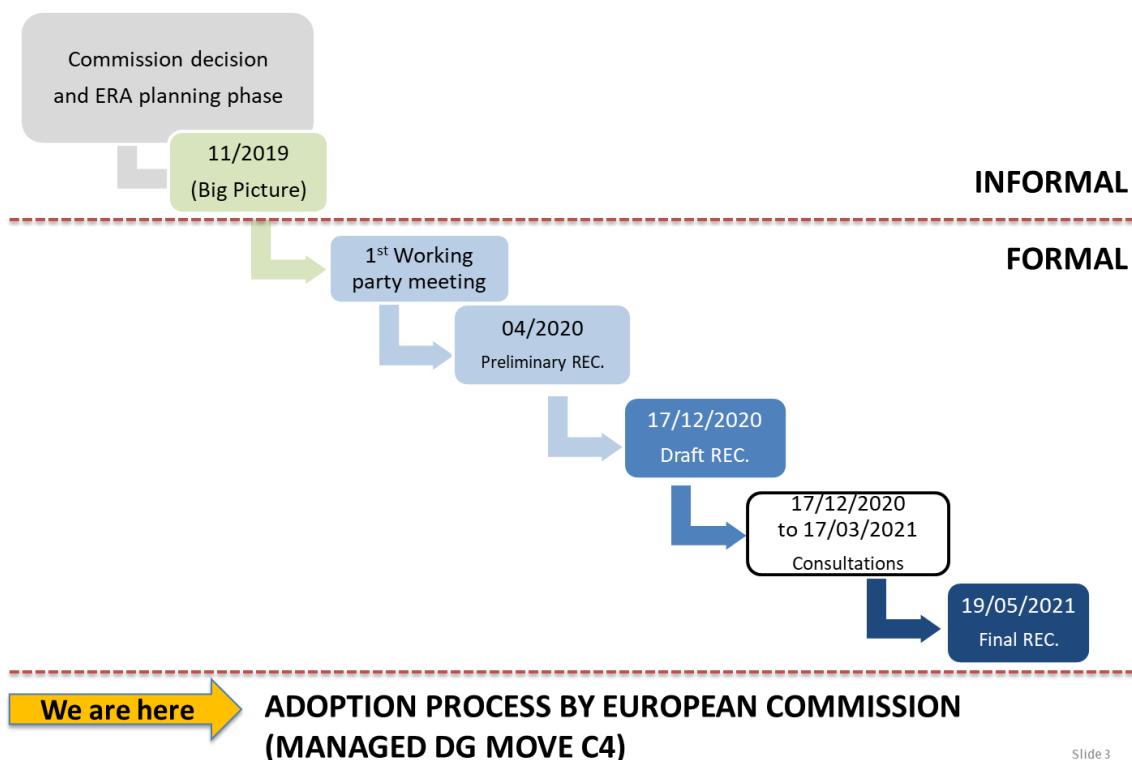 Commission decision
and ERA planning phase
11/2019
(Big Picture)
INFORMAL
FORMAL
1st Working
party meeting
04/2020
Preliminary REC.
17/12/2020
Draft REC.
17/12/2020
to 17/03/2021
Consultations
19/05/2021
Final REC.
We are here
ADOPTION PROCESS BY EUROPEAN COMMISSION
(MANAGED DG MOVE C4)
Slide 3